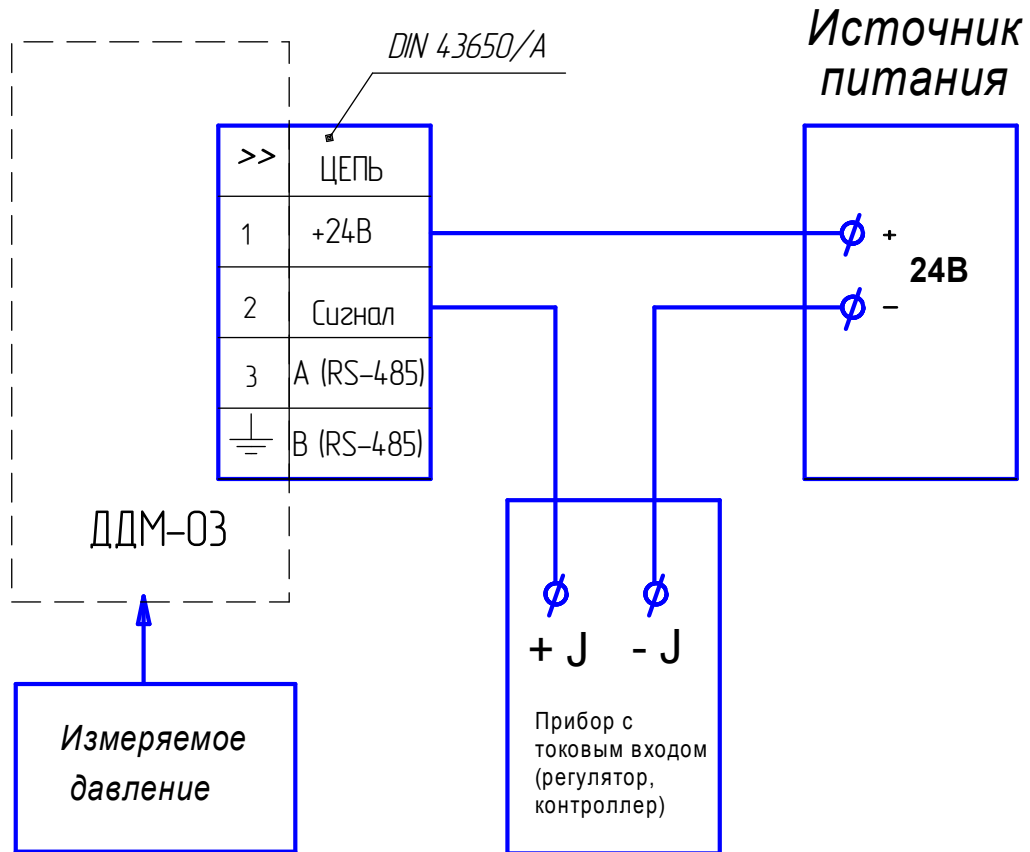 DIN 43650/A
Источник
питания
>> ЦЕПЬ
1 +24В
2 Сигнал
3 A (RS-485)
B (RS-485)
+
24В
–
ДДМ-03
+ J - J
Прибор с
токовым входом
(регулятор,
контроллер)
Измеряемое
давление